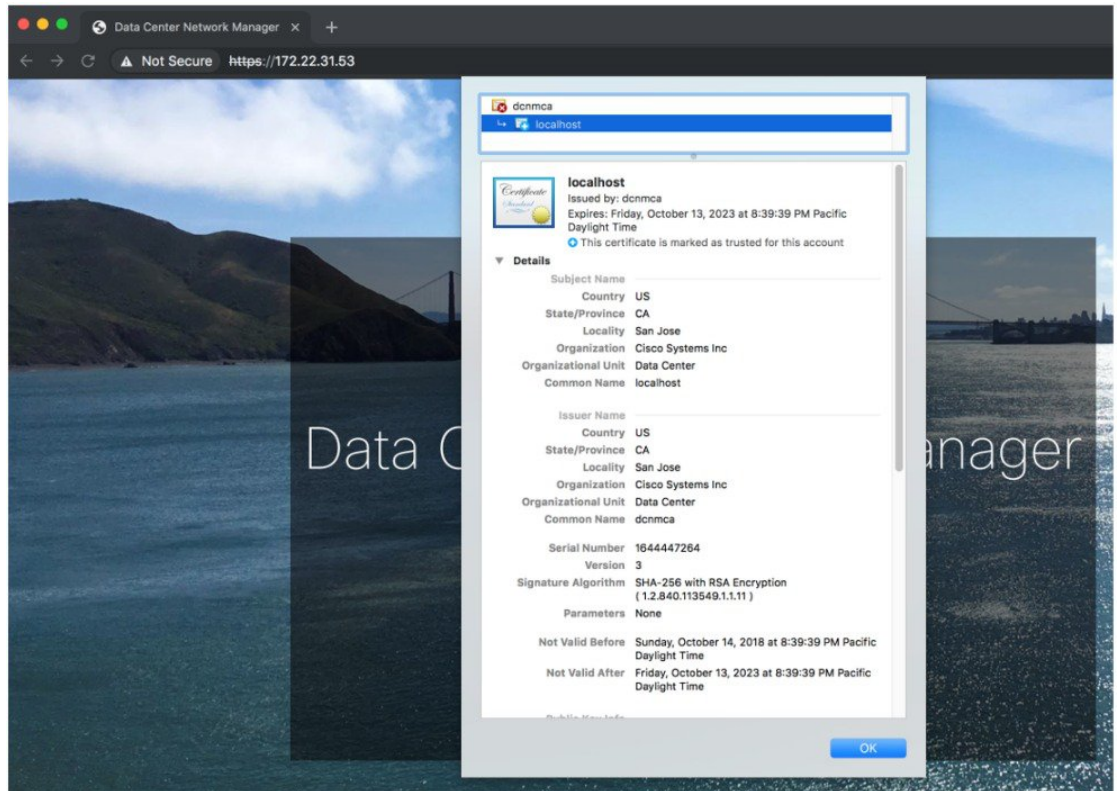 Data Center Network Manager × +
Not Secure https://172.22.31.53
dcnmca
localhost
Certificate
Standard
localhost
Issued by: dcnmca
Expires: Friday, October 13, 2023 at 8:39:39 PM Pacific
Daylight Time
This certificate is marked as trusted for this account
Details
Subject Name
Country US
State/Province CA
Locality San Jose
Organization Cisco Systems Inc
Organizational Unit Data Center
Common Name localhost
Issuer Name
Country US
State/Province CA
Locality San Jose
Organization Cisco Systems Inc
Organizational Unit Data Center
Common Name dcnmca
Data C anager
Serial Number 1644447264
Version 3
Signature Algorithm SHA-256 with RSA Encryption
( 1.2.840.113549.1.1.11 )
Parameters None
Not Valid Before Sunday, October 14, 2018 at 8:39:39 PM Pacific
Daylight Time
Not Valid After Friday, October 13, 2023 at 8:39:39 PM Pacific
Daylight Time
Public Key Info
OK